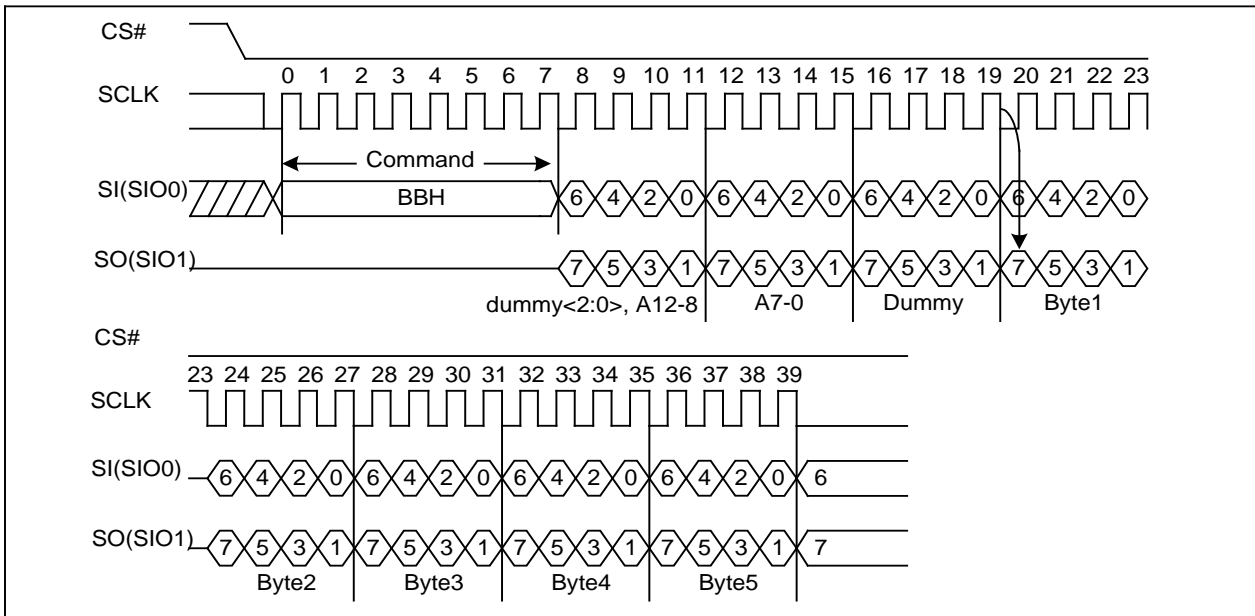 CS#
0 1 2 3 4 5 6 7 8 9 10 11 12 13 14 15 16 17 18 19 20 21 22 23
SCLK
Command
SI(SIO0) BBH 6 4 2 0 6 4 2 0 6 4 2 0 6 4 2 0
SO(SIO1) 7 5 3 1 7 5 3 1 7 5 3 1 7 5 3 1
dummy<2:0>, A12-8 A7-0 Dummy Byte1
CS#
23 24 25 26 27 28 29 30 31 32 33 34 35 36 37 38 39
SCLK
SI(SIO0) 6 4 2 0 6 4 2 0 6 4 2 0 6 4 2 0 6
SO(SIO1) 7 5 3 1 7 5 3 1 7 5 3 1 7 5 3 1 7
Byte2 Byte3 Byte4 Byte5